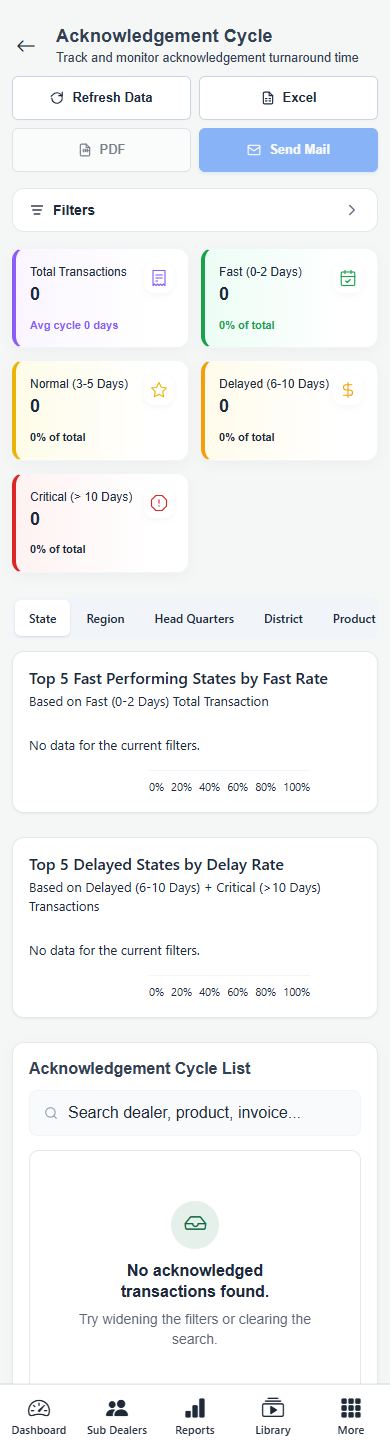 Acknowledgement Cycle
Track and monitor acknowledgement turnaround time
Refresh Data
Excel
PDF
Send Mail
Filters
Total Transactions
0
Avg cycle 0 days
Fast (0-2 Days)
0
0% of total
Normal (3-5 Days)
0
0% of total
Delayed (6-10 Days)
0
0% of total
Critical (> 10 Days)
0
0% of total
State Region Head Quarters District Product
Top 5 Fast Performing States by Fast Rate
Based on Fast (0-2 Days) Total Transaction
No data for the current filters.
0% 20% 40% 60% 80% 100%
Top 5 Delayed States by Delay Rate
Based on Delayed (6-10 Days) + Critical (>10 Days)
Transactions
No data for the current filters.
0% 20% 40% 60% 80% 100%
Acknowledgement Cycle List
Search dealer, product, invoice...
No acknowledged
transactions found.
Try widening the filters or clearing the
search.
Dashboard Sub Dealers Reports Library More